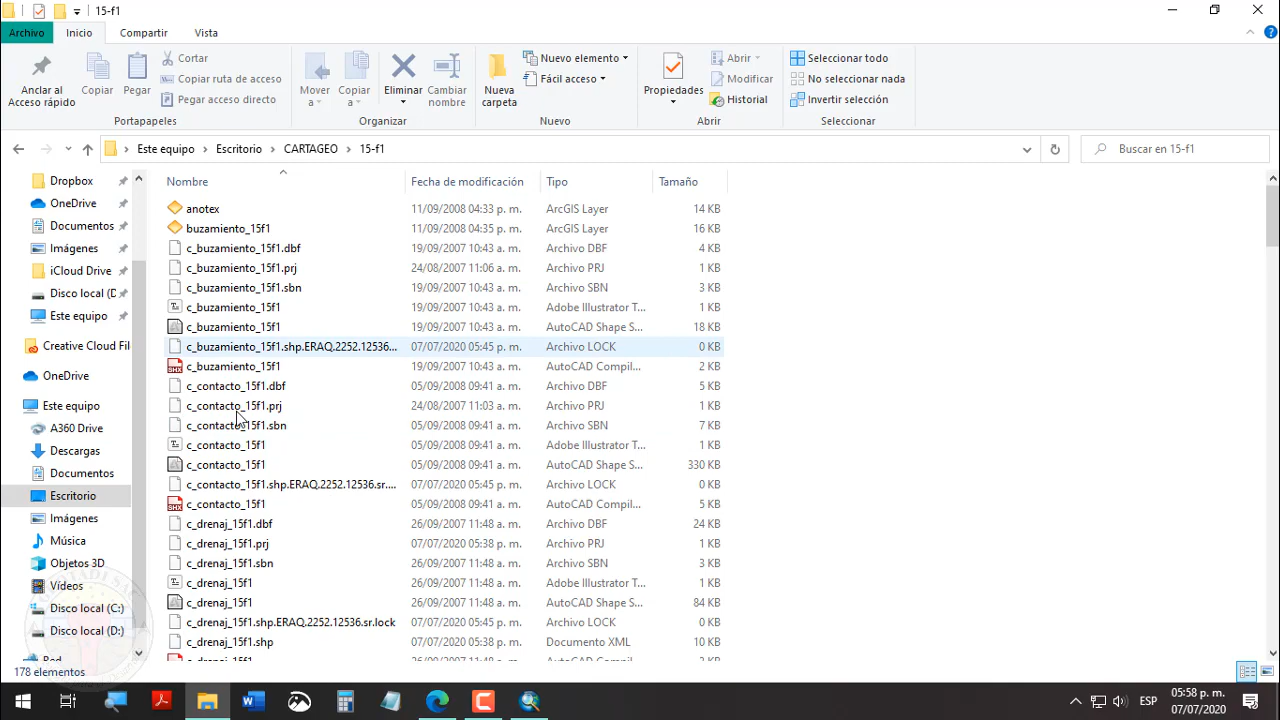 15-f1
Archivo Inicio Compartir Vista
Anclar al Acceso rápido
Copiar
Pegar
Cortar
Copiar ruta de acceso
Pegar acceso directo
Portapapeles
Mover a
Copiar a
Eliminar
Cambiar nombre
Organizar
Nueva carpeta
Nuevo elemento
Fácil acceso
Nuevo
Propiedades
Abrir
Modificar
Historial
Abrir
Seleccionar todo
No seleccionar nada
Invertir selección
Seleccionar
Este equipo Escritorio CARTAGEO 15-f1
Buscar en 15-f1
Dropbox
OneDrive
Documentos
Imágenes
iCloud Drive
Disco local (D
Este equipo
Creative Cloud Fil
OneDrive
Este equipo
A360 Drive
Descargas
Documentos
Escritorio
Imágenes
Música
Objetos 3D
Vídeos
Disco local (C:)
Disco local (D:)
Red
Nombre Fecha de modificación Tipo Tamaño
anotex 11/09/2008 04:33 p. m. ArcGIS Layer 14 KB
buzamiento_15f1 11/09/2008 04:35 p. m. ArcGIS Layer 16 KB
c_buzamiento_15f1.dbf 19/09/2007 10:43 a. m. Archivo DBF 4 KB
c_buzamiento_15f1.prj 24/08/2007 11:06 a. m. Archivo PRJ 1 KB
c_buzamiento_15f1.sbn 19/09/2007 10:43 a. m. Archivo SBN 3 KB
c_buzamiento_15f1 19/09/2007 10:43 a. m. Adobe Illustrator T... 1 KB
c_buzamiento_15f1 19/09/2007 10:43 a. m. AutoCAD Shape S... 18 KB
c_buzamiento_15f1.shp.ERAQ.2252.12536... 07/07/2020 05:45 p. m. Archivo LOCK 0 KB
c_buzamiento_15f1 19/09/2007 10:43 a. m. AutoCAD Compil... 2 KB
c_contacto_15f1.dbf 05/09/2008 09:41 a. m. Archivo DBF 5 KB
c_contacto_15f1.prj 24/08/2007 11:03 a. m. Archivo PRJ 1 KB
c_contacto_15f1.sbn 05/09/2008 09:41 a. m. Archivo SBN 7 KB
c_contacto_15f1 05/09/2008 09:41 a. m. Adobe Illustrator T... 1 KB
c_contacto_15f1 05/09/2008 09:41 a. m. AutoCAD Shape S... 330 KB
c_contacto_15f1.shp.ERAQ.2252.12536.sr.... 07/07/2020 05:45 p. m. Archivo LOCK 0 KB
c_contacto_15f1 05/09/2008 09:41 a. m. AutoCAD Compil... 5 KB
c_drenaj_15f1.dbf 26/09/2007 11:48 a. m. Archivo DBF 24 KB
c_drenaj_15f1.prj 07/07/2020 05:38 p. m. Archivo PRJ 1 KB
c_drenaj_15f1.sbn 26/09/2007 11:48 a. m. Archivo SBN 3 KB
c_drenaj_15f1 26/09/2007 11:48 a. m. Adobe Illustrator T... 1 KB
c_drenaj_15f1 26/09/2007 11:48 a. m. AutoCAD Shape S... 84 KB
c_drenaj_15f1.shp.ERAQ.2252.12536.sr.lock 07/07/2020 05:45 p. m. Archivo LOCK 0 KB
c_drenaj_15f1.shp 07/07/2020 05:38 p. m. Documento XML 10 KB
178 elementos
ESP
05:58 p. m.
07/07/2020